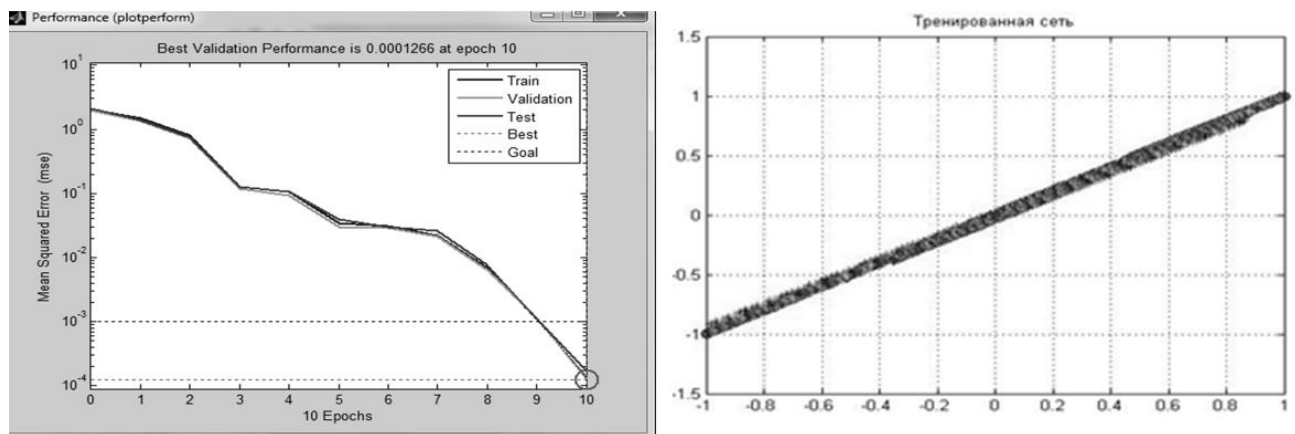 Performance (plotperform)
Best Validation Performance is 0.0001266 at epoch 10
Mean Squared Error (mse)
10^1
10^0
10^-1
10^-2
10^-3
10^-4
Train
Validation
Test
Best
Goal
0 1 2 3 4 5 6 7 8 9 10
10 Epochs
Тренированная сеть
1.5
1
0.5
0
-0.5
-1
-1.5
-1 -0.8 -0.6 -0.4 -0.2 0 0.2 0.4 0.6 0.8 1